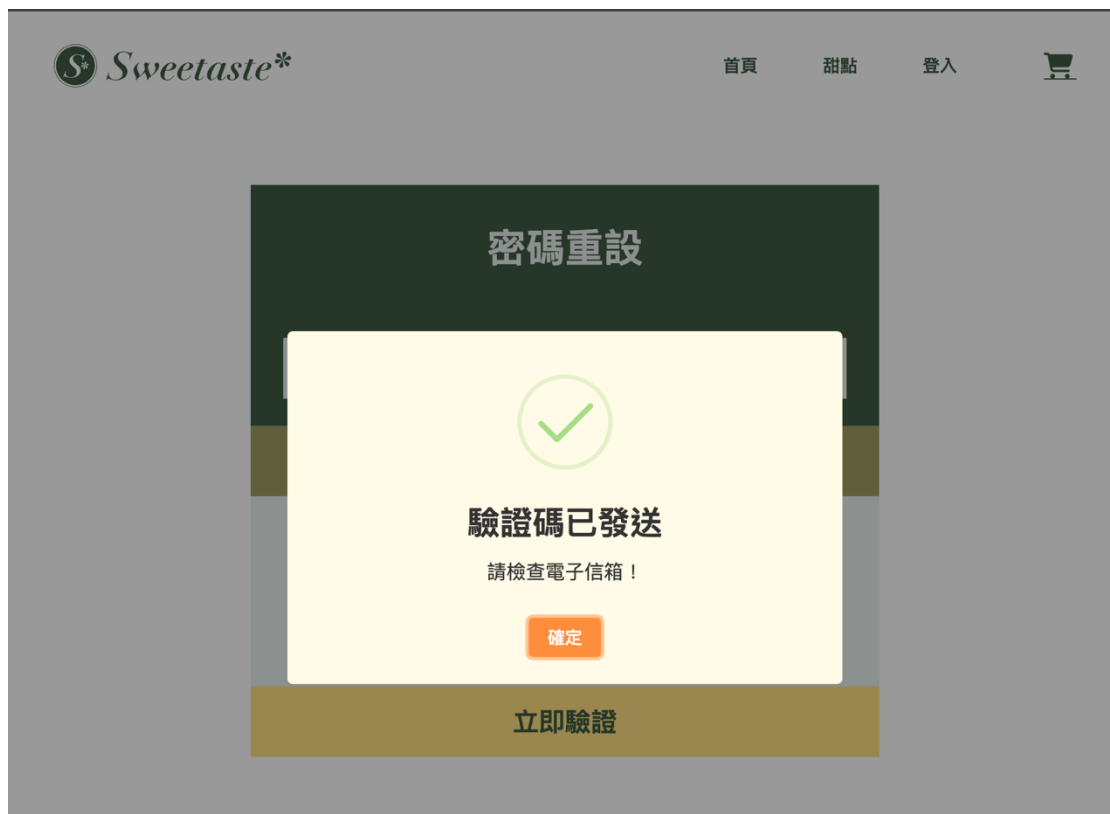 S* Sweetaste*
首頁 甜點 登入
密碼重設
驗證碼已發送
請檢查電子信箱！
確定
立即驗證